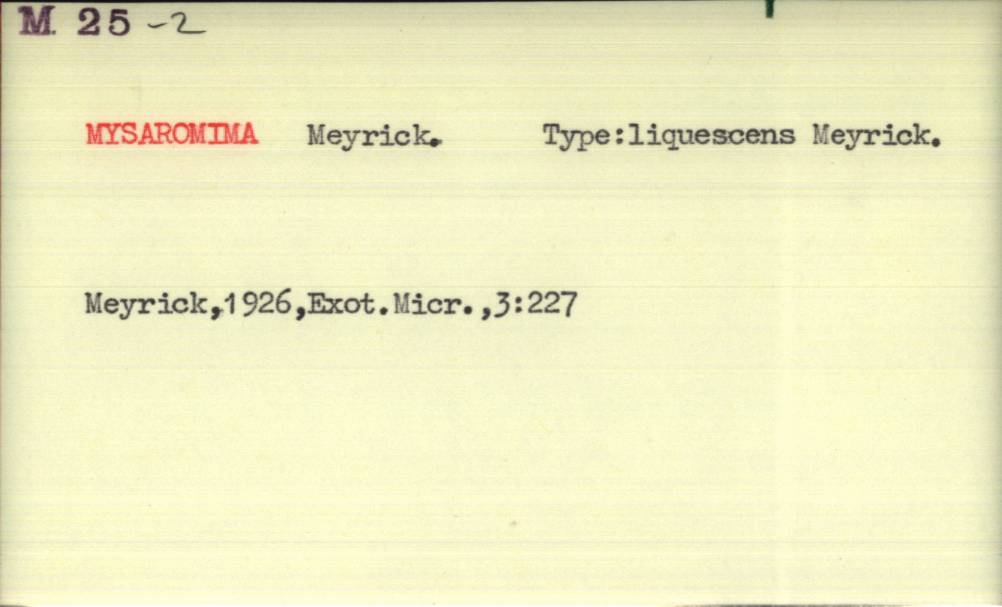 M. 25 -2
MYSAROMIMA Meyrick. Type:liquescens Meyrick.
Meyrick,1926,Exot.Micr.,3:227